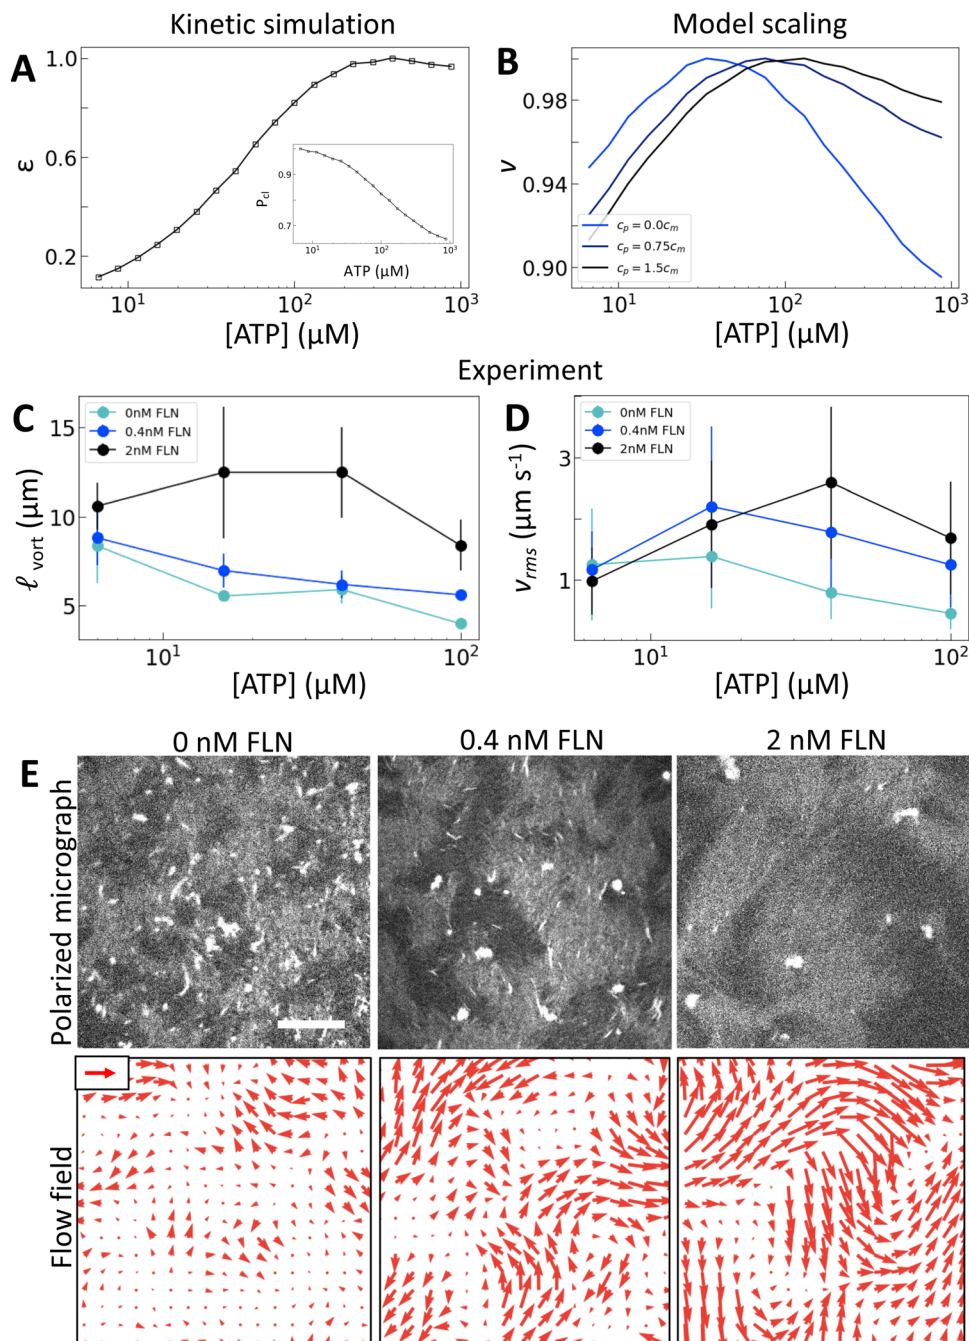 Kinetic simulation
Model scaling
A
1.0
0.6
0.2
ε
10¹
10²
10³
[ATP] (μM)
0.9
0.7
P_cl
10¹
10²
10³
ATP (μM)
B
0.98
0.94
0.90
v
c_p = 0.0c_m
c_p = 0.75c_m
c_p = 1.5c_m
10¹
10²
10³
[ATP] (μM)
Experiment
C
15
10
5
ℓ vort (μm)
0nM FLN
0.4nM FLN
2nM FLN
10¹
10²
[ATP] (μM)
D
3
1
v_rms (μm s⁻¹)
0nM FLN
0.4nM FLN
2nM FLN
10¹
10²
[ATP] (μM)
E
0 nM FLN
0.4 nM FLN
2 nM FLN
Polarized micrograph
Flow field